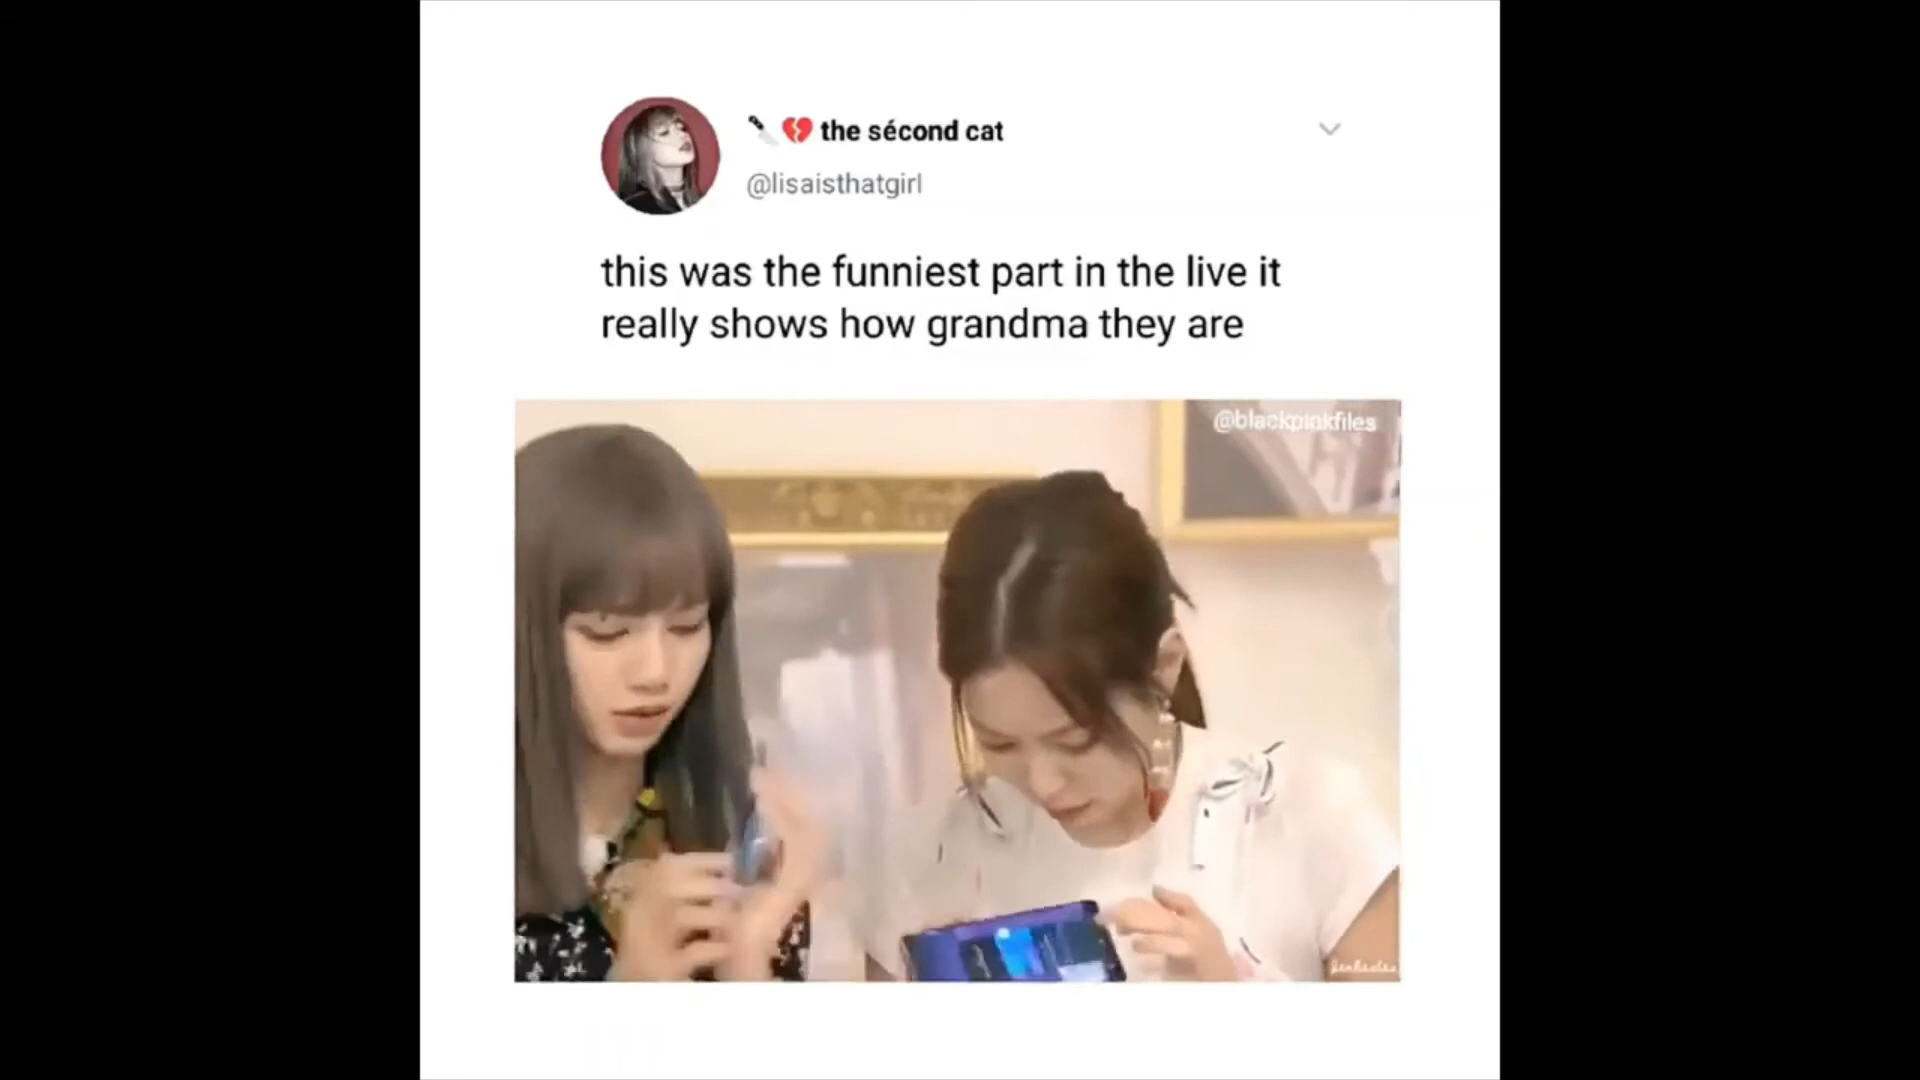 🔪💔 the sécond cat
@lisaisthatgirl
this was the funniest part in the live it
really shows how grandma they are
@blackpinkfiles